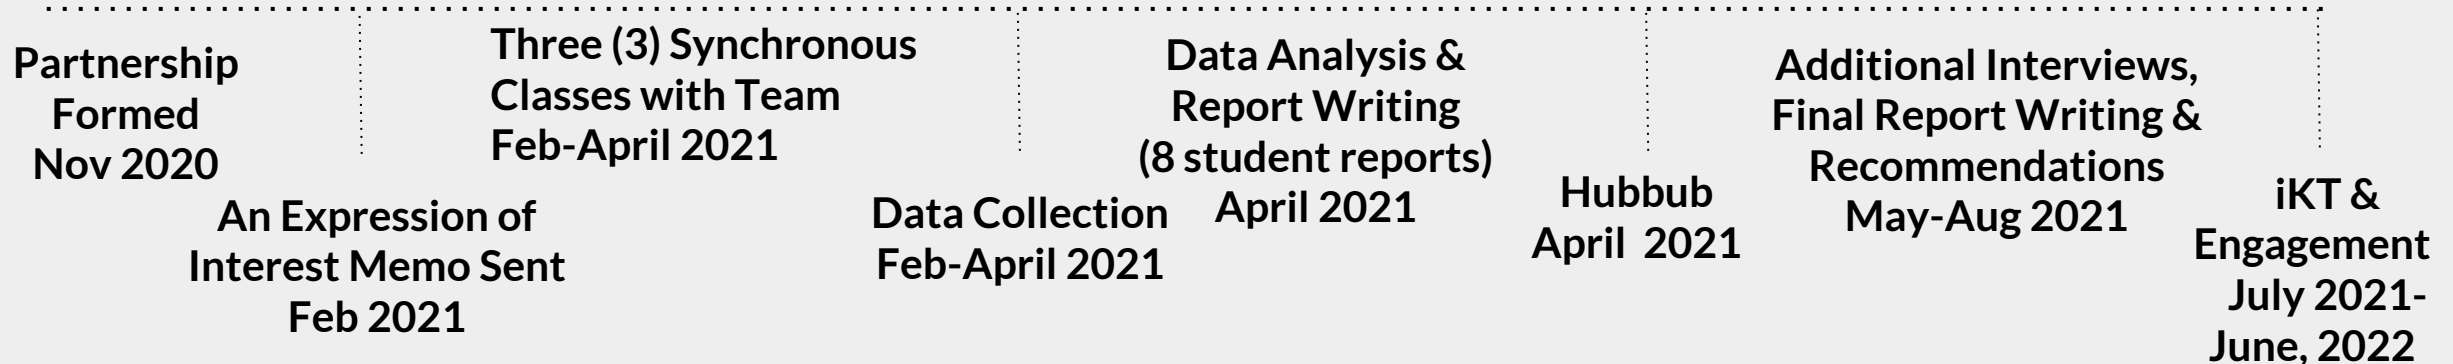 Partnership
Formed
Nov 2020
An Expression of
Interest Memo Sent
Feb 2021
Three (3) Synchronous
Classes with Team
Feb-April 2021
Data Collection
Feb-April 2021
Data Analysis &
Report Writing
(8 student reports)
April 2021
Hubbub
April  2021
Additional Interviews,
Final Report Writing &
Recommendations
May-Aug 2021
iKT &
Engagement
July 2021-
June, 2022